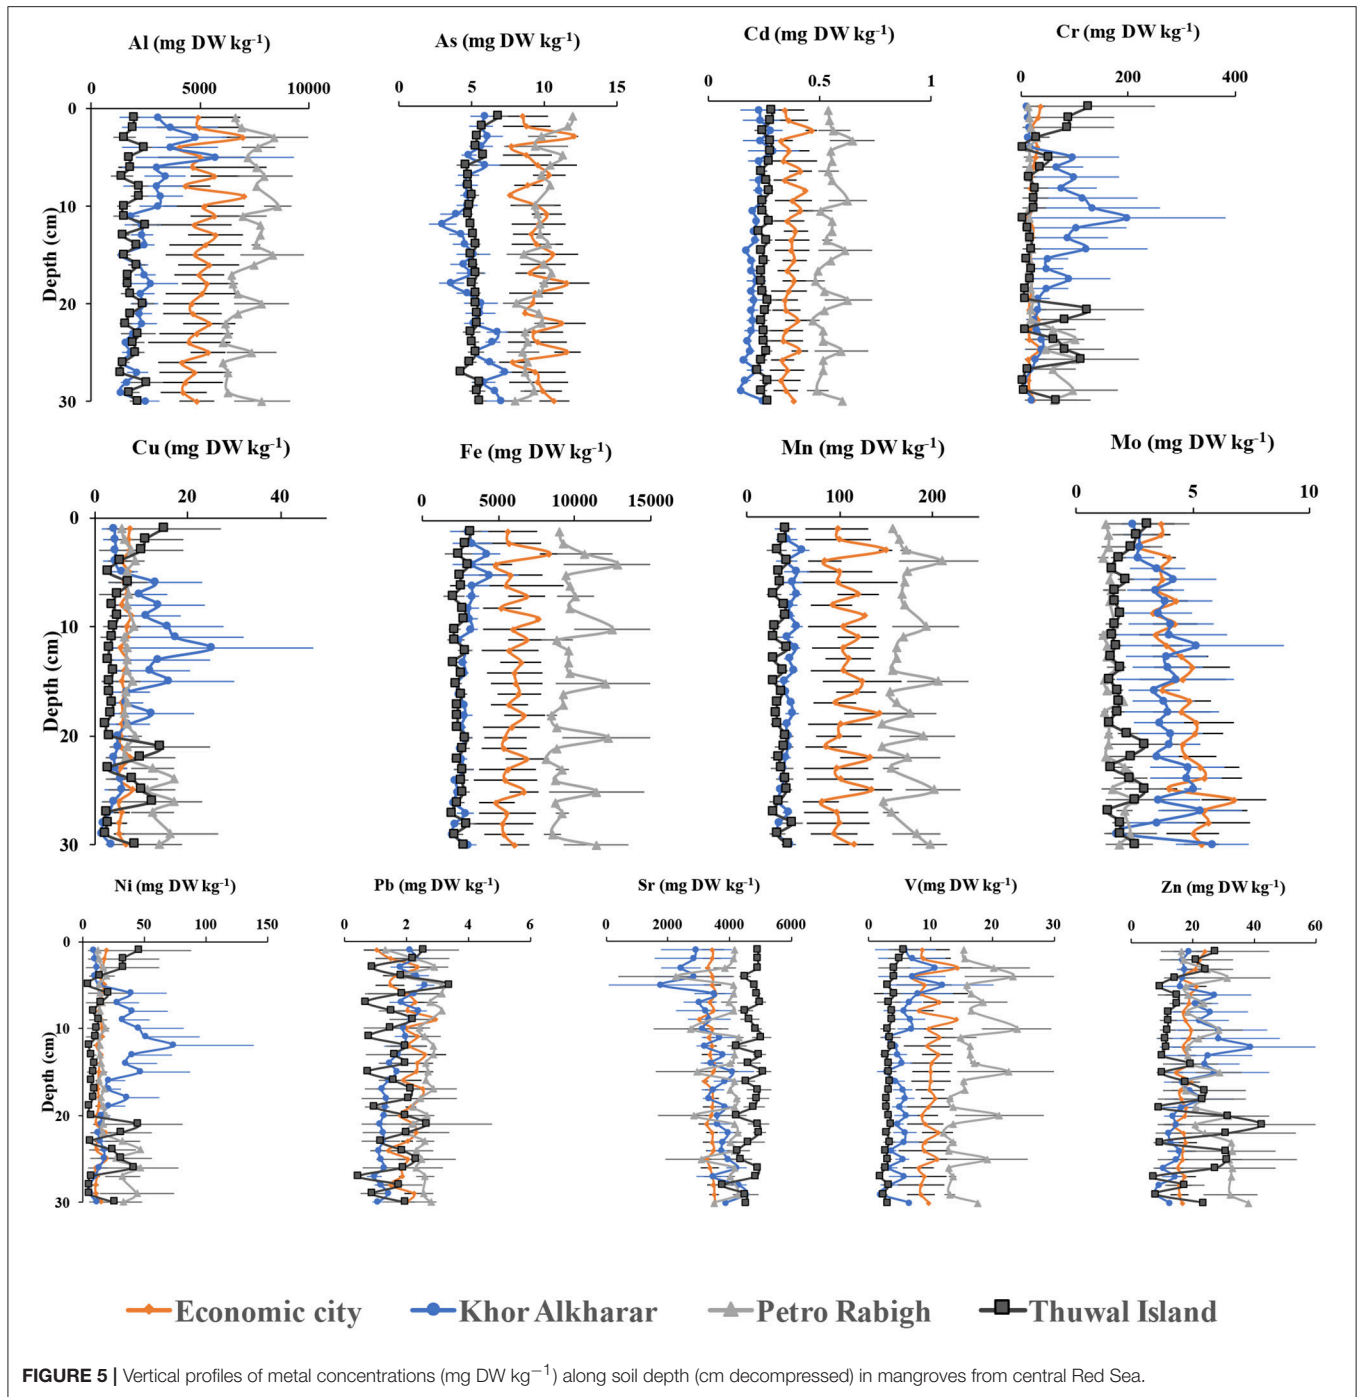 Al (mg DW kg⁻¹)
0 5000 10000
As (mg DW kg⁻¹)
0 5 10 15
Cd (mg DW kg⁻¹)
0 0.5 1
Cr (mg DW kg⁻¹)
0 200 400
Depth (cm)
0
10
20
30
Cu (mg DW kg⁻¹)
0 20 40
Fe (mg DW kg⁻¹)
0 5000 10000 15000
Mn (mg DW kg⁻¹)
0 100 200
Mo (mg DW kg⁻¹)
0 5 10
Depth (cm)
0
10
20
30
Ni (mg DW kg⁻¹)
0 50 100 150
Pb (mg DW kg⁻¹)
0 2 4 6
Sr (mg DW kg⁻¹)
0 2000 4000 6000
V(mg DW kg⁻¹)
0 10 20 30
Zn (mg DW kg⁻¹)
0 20 40 60
Depth (cm)
0
10
20
30
Economic city Khor Alkharar Petro Rabigh Thuwal Island
FIGURE 5 | Vertical profiles of metal concentrations (mg DW kg⁻¹) along soil depth (cm decompressed) in mangroves from central Red Sea.